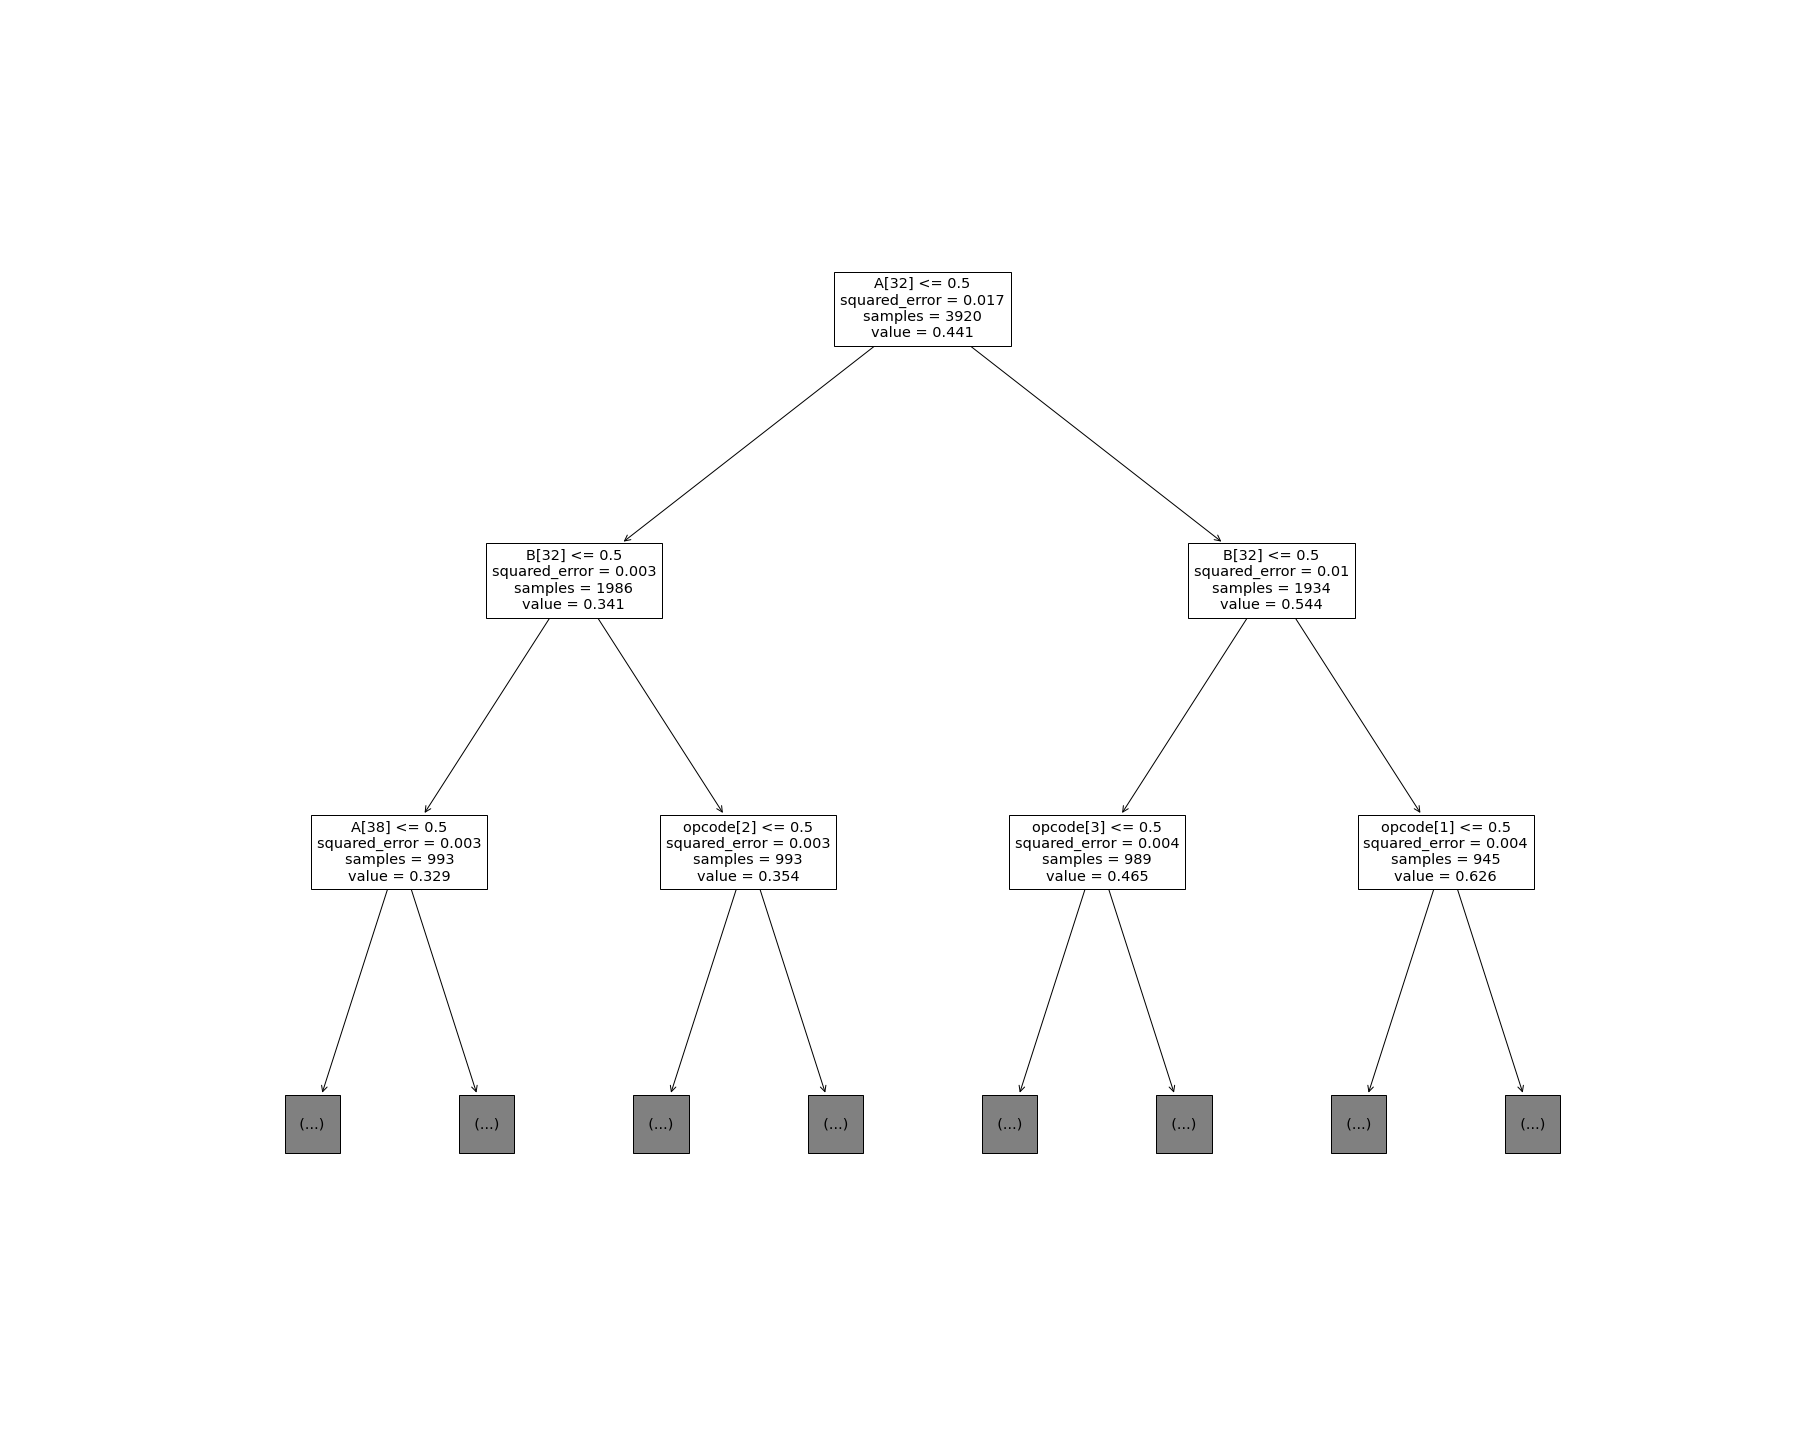 A[32] <= 0.5
squared_error = 0.017
samples = 3920
value = 0.441
B[32] <= 0.5
squared_error = 0.003
samples = 1986
value = 0.341
B[32] <= 0.5
squared_error = 0.01
samples = 1934
value = 0.544
A[38] <= 0.5
squared_error = 0.003
samples = 993
value = 0.329
opcode[2] <= 0.5
squared_error = 0.003
samples = 993
value = 0.354
opcode[3] <= 0.5
squared_error = 0.004
samples = 989
value = 0.465
opcode[1] <= 0.5
squared_error = 0.004
samples = 945
value = 0.626
(...)
(...)
(...)
(...)
(...)
(...)
(...)
(...)